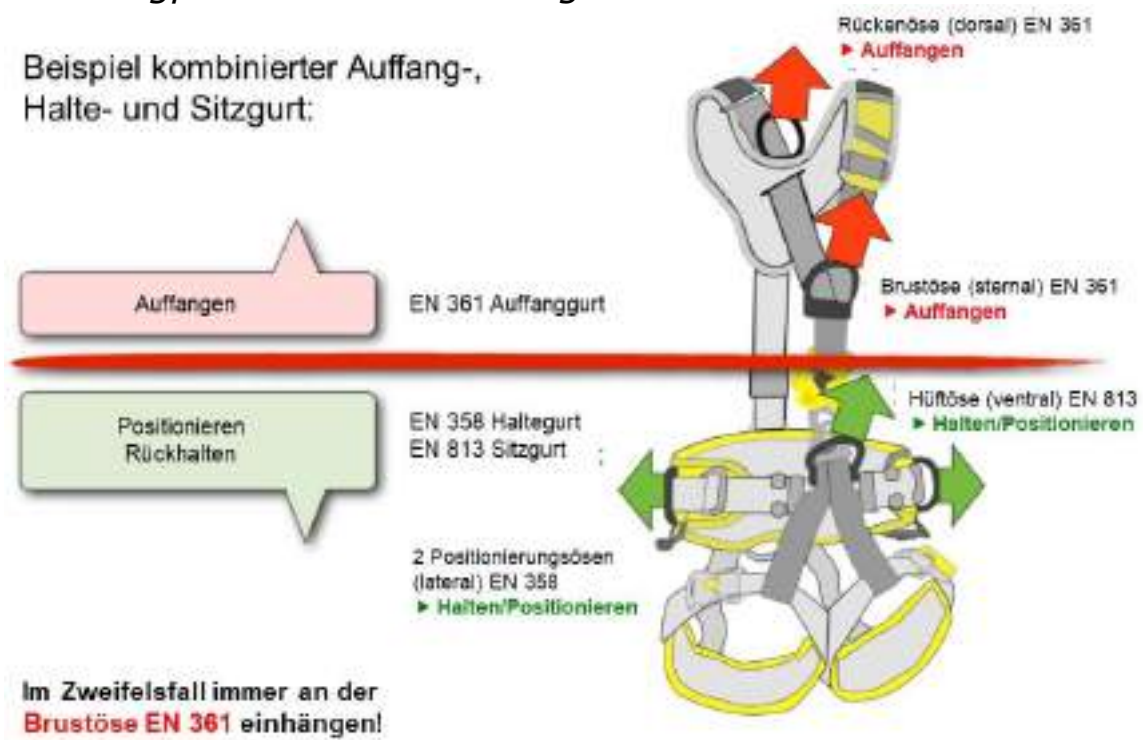 Rückenöse (dorsal) EN 361
▶ Auffangen
Beispiel kombinierter Auffang-,
Halte- und Sitzgurt:
Auffangen
EN 361 Auffanggurt
Brustöse (sternal) EN 361
▶ Auffangen
Positionieren
Rückhalten
EN 358 Haltegurt
EN 813 Sitzgurt
Hüftöse (ventral) EN 813
▶ Halten/Positionieren
2 Positionierungsösen
(lateral) EN 358
▶ Halten/Positionieren
Im Zweifelsfall immer an der
Brustöse EN 361 einhängen!